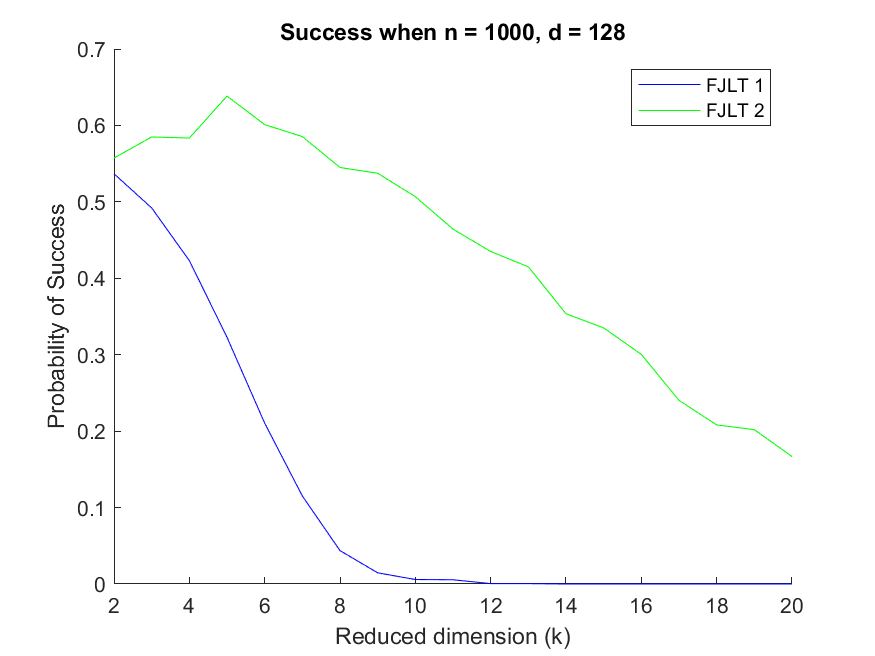 Success when n = 1000, d = 128
FJLT 1
FJLT 2
Probability of Success
0.7
0.6
0.5
0.4
0.3
0.2
0.1
0
2 4 6 8 10 12 14 16 18 20
Reduced dimension (k)